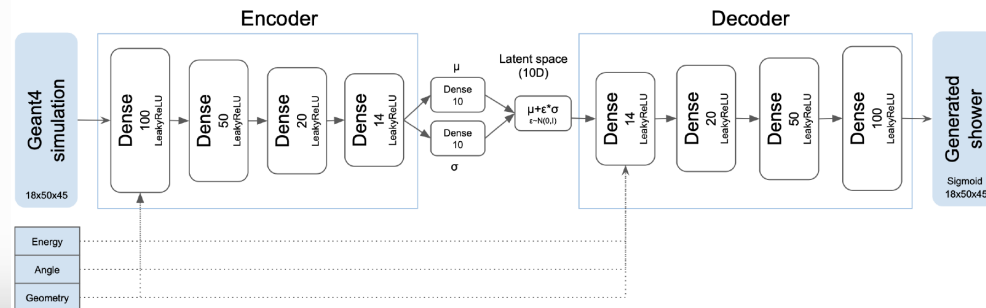 Encoder
Decoder
Geant4
simulation
18x50x45
Dense
100
LeakyReLU
Dense
50
LeakyReLU
Dense
20
LeakyReLU
Dense
14
LeakyReLU
μ
Dense
10
Dense
10
σ
Latent space
(10D)
μ+ε*σ
ε~N(0,I)
Dense
14
LeakyReLU
Dense
20
LeakyReLU
Dense
50
LeakyReLU
Dense
100
LeakyReLU
Generated
shower
Sigmoid
18x50x45
Energy
Angle
Geometry